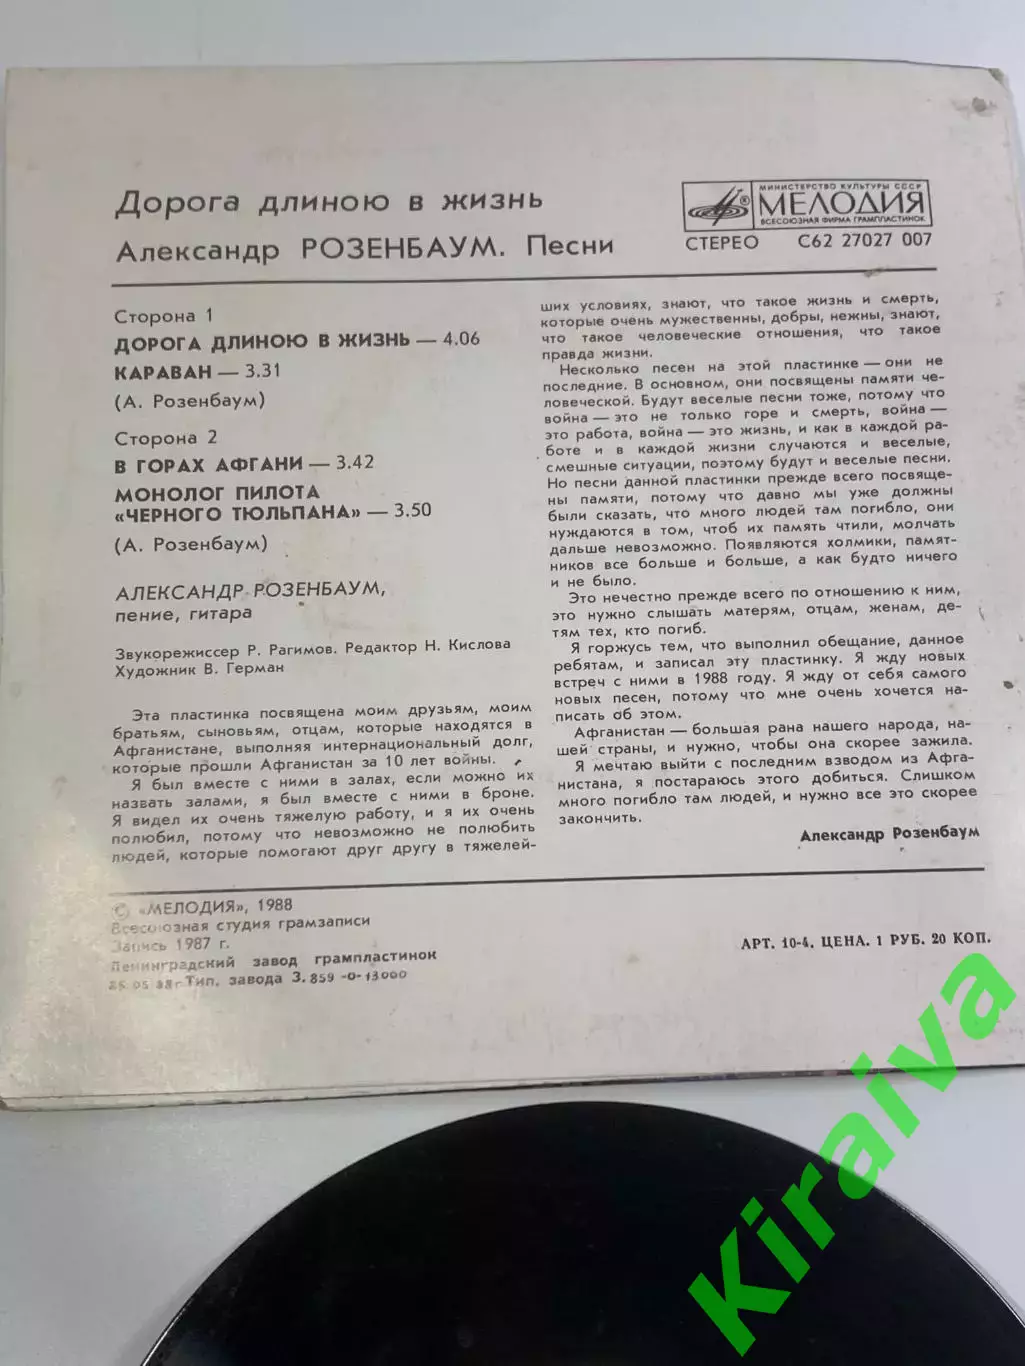 Дорога длиною в жизнь
Александр РОЗЕНБАУМ. Песни
МИНИСТЕРСТВО КУЛЬТУРЫ СССР
МЕЛОДИЯ
ВСЕСОЮЗНАЯ ФИРМА ГРАМПЛАСТИНОК
СТЕРЕО С62 27027 007
Сторона 1
ДОРОГА ДЛИНОЮ В ЖИЗНЬ — 4.06
КАРАВАН — 3.31
(А. Розенбаум)
Сторона 2
В ГОРАХ АФГАНИ — 3.42
МОНОЛОГ ПИЛОТА
«ЧЕРНОГО ТЮЛЬПАНА» — 3.50
(А. Розенбаум)
АЛЕКСАНДР РОЗЕНБАУМ,
пение, гитара
Звукорежиссер Р. Рагимов. Редактор Н. Кислова
Художник В. Герман
Эта пластинка посвящена моим друзьям, моим
братьям, сыновьям, отцам, которые находятся в
Афганистане, выполняя интернациональный долг,
которые прошли Афганистан за 10 лет войны.
Я был вместе с ними в залах, если можно их
назвать залами, я был вместе с ними в броне.
Я видел их очень тяжелую работу, и я их очень
полюбил, потому что невозможно не полюбить
людей, которые помогают друг другу в тяжелей-
ших условиях, знают, что такое жизнь и смерть,
которые очень мужественны, добры, нежны, знают,
что такое человеческие отношения, что такое
правда жизни.
Несколько песен на этой пластинке — они не
последние. В основном, они посвящены памяти че-
ловеческой. Будут веселые песни тоже, потому что
война — это не только горе и смерть, война —
это работа, война — это жизнь, и как в каждой ра-
боте и в каждой жизни случаются и веселые,
смешные ситуации, поэтому будут и веселые песни.
Но песни данной пластинки прежде всего посвяще-
ны памяти, потому что давно мы уже должны
были сказать, что много людей там погибло, они
нуждаются в том, чтоб их память чтили, молчать
дальше невозможно. Появляются холмики, памят-
ников все больше и больше, а как будто ничего
и не было.
Это нечестно прежде всего по отношению к ним,
это нужно слышать матерям, отцам, женам, де-
тям тех, кто погиб.
Я горжусь тем, что выполнил обещание, данное
ребятам, и записал эту пластинку. Я жду новых
встреч с ними в 1988 году. Я жду от себя самого
новых песен, потому что мне очень хочется на-
писать об этом.
Афганистан — большая рана нашего народа, на-
шей страны, и нужно, чтобы она скорее зажила.
Я мечтаю выйти с последним взводом из Афга-
нистана, я постараюсь этого добиться. Слишком
много погибло там людей, и нужно все это скорее
закончить.
Александр Розенбаум
© «МЕЛОДИЯ», 1988
Всесоюзная студия грамзаписи
Запись 1987 г.
Ленинградский завод грампластинок
25.05.88г. Тип. завода З. 859 -О-13000
АРТ. 10-4. ЦЕНА. 1 РУБ. 20 КОП.
Kiraiva